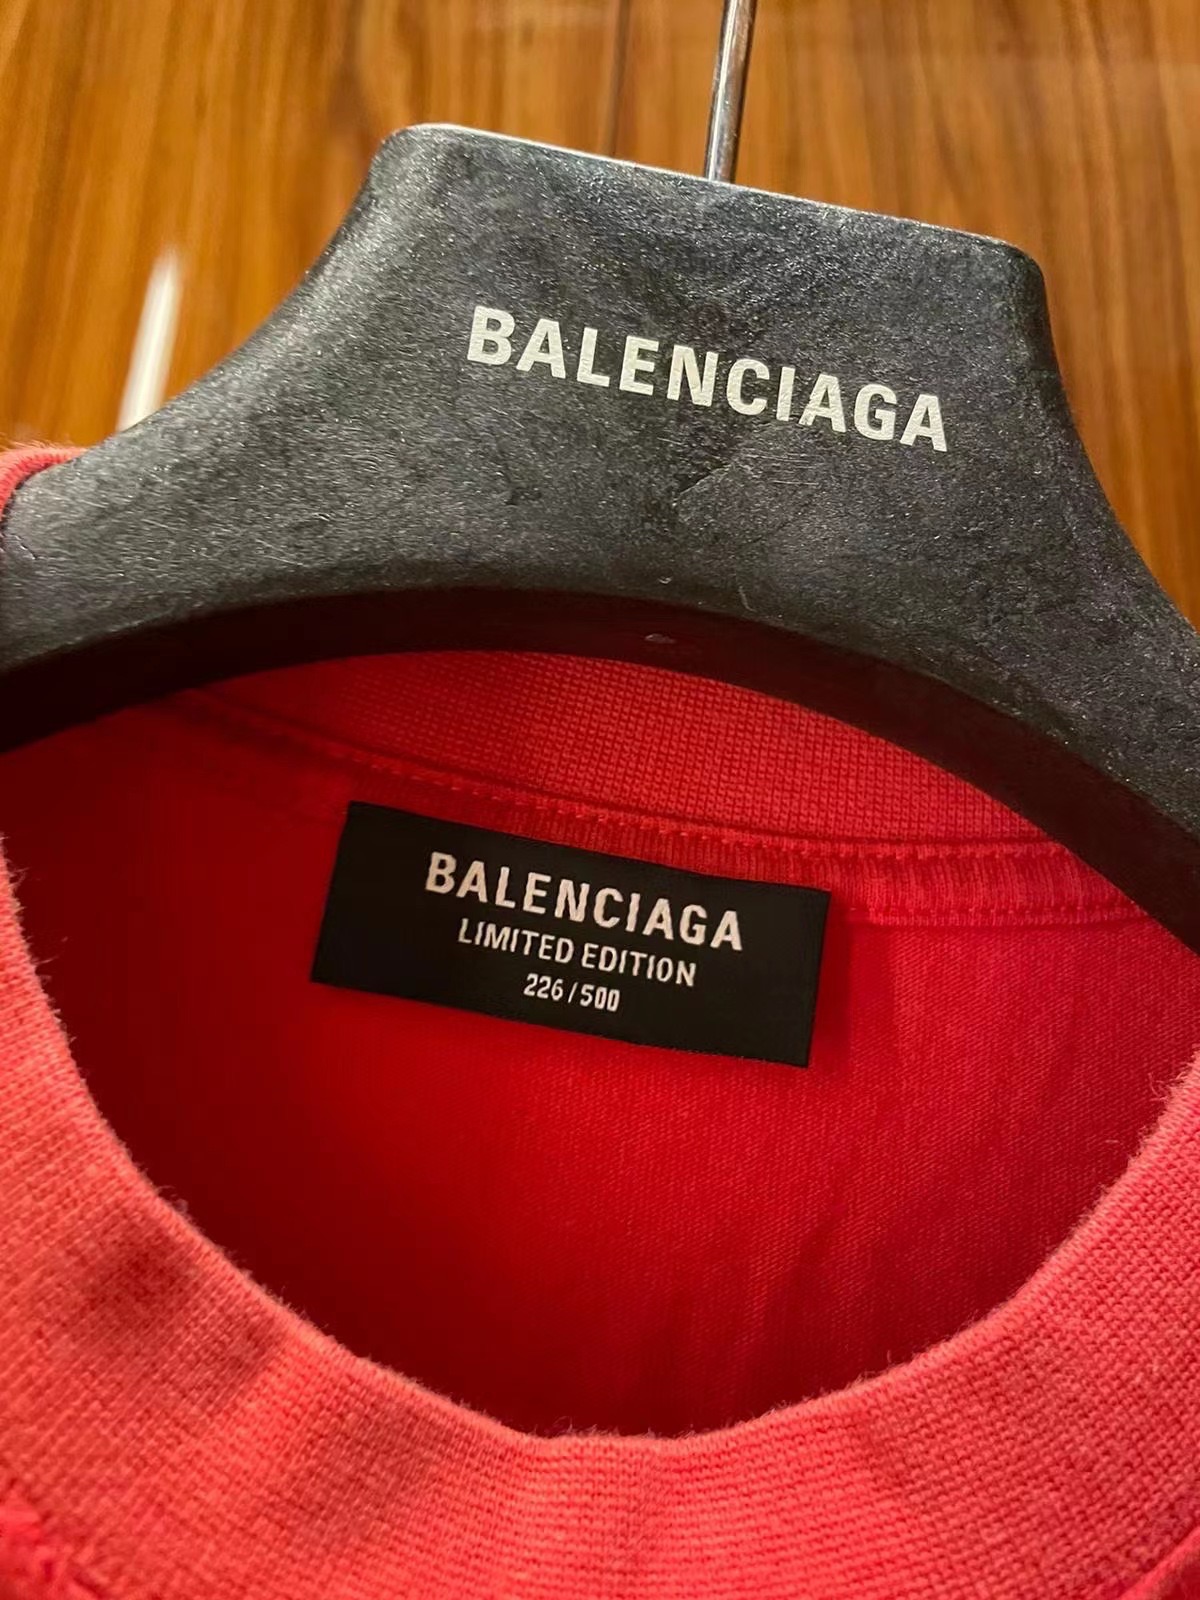 BALENCIAGA
BALENCIAGA
LIMITED EDITION
226/500